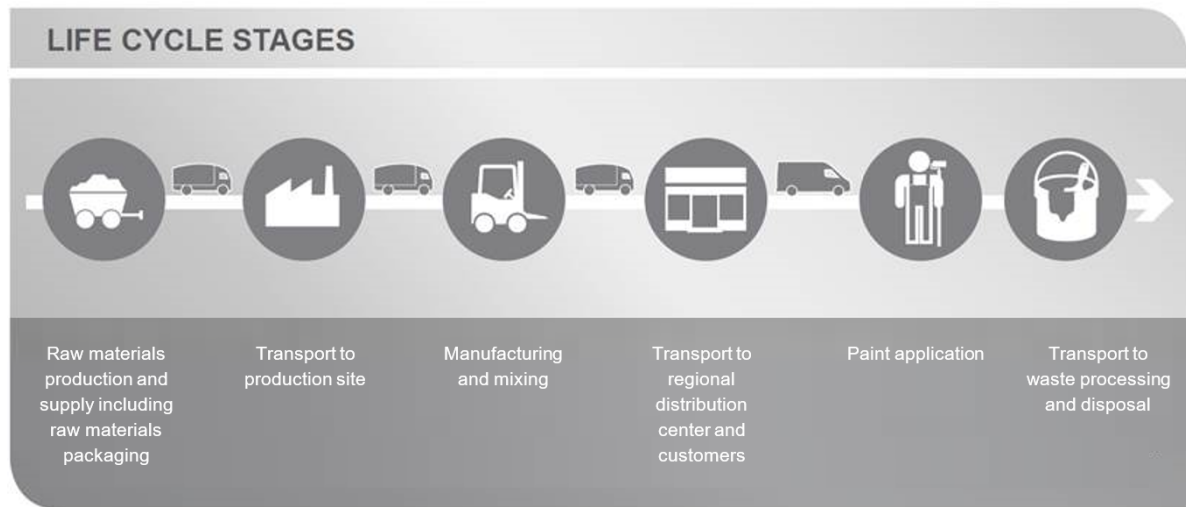 LIFE CYCLE STAGES
Raw materials
production and
supply including
raw materials
packaging
Transport to
production site
Manufacturing
and mixing
Transport to
regional
distribution
center and
customers
Paint application
Transport to
waste processing
and disposal